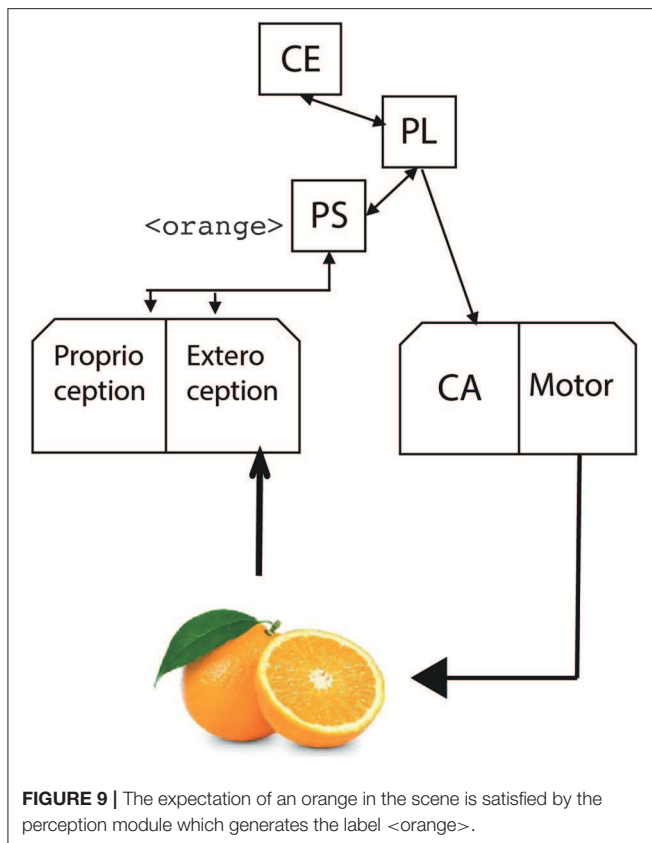 CE
PL
<orange> PS
Proprio
ception
Extero
ception
CA
Motor
FIGURE 9 | The expectation of an orange in the scene is satisfied by the
perception module which generates the label <orange>.